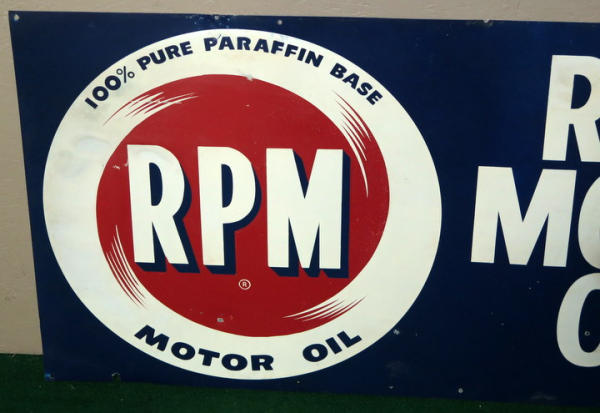 100% PURE PARAFFIN BASE
RPM
®
MOTOR OIL